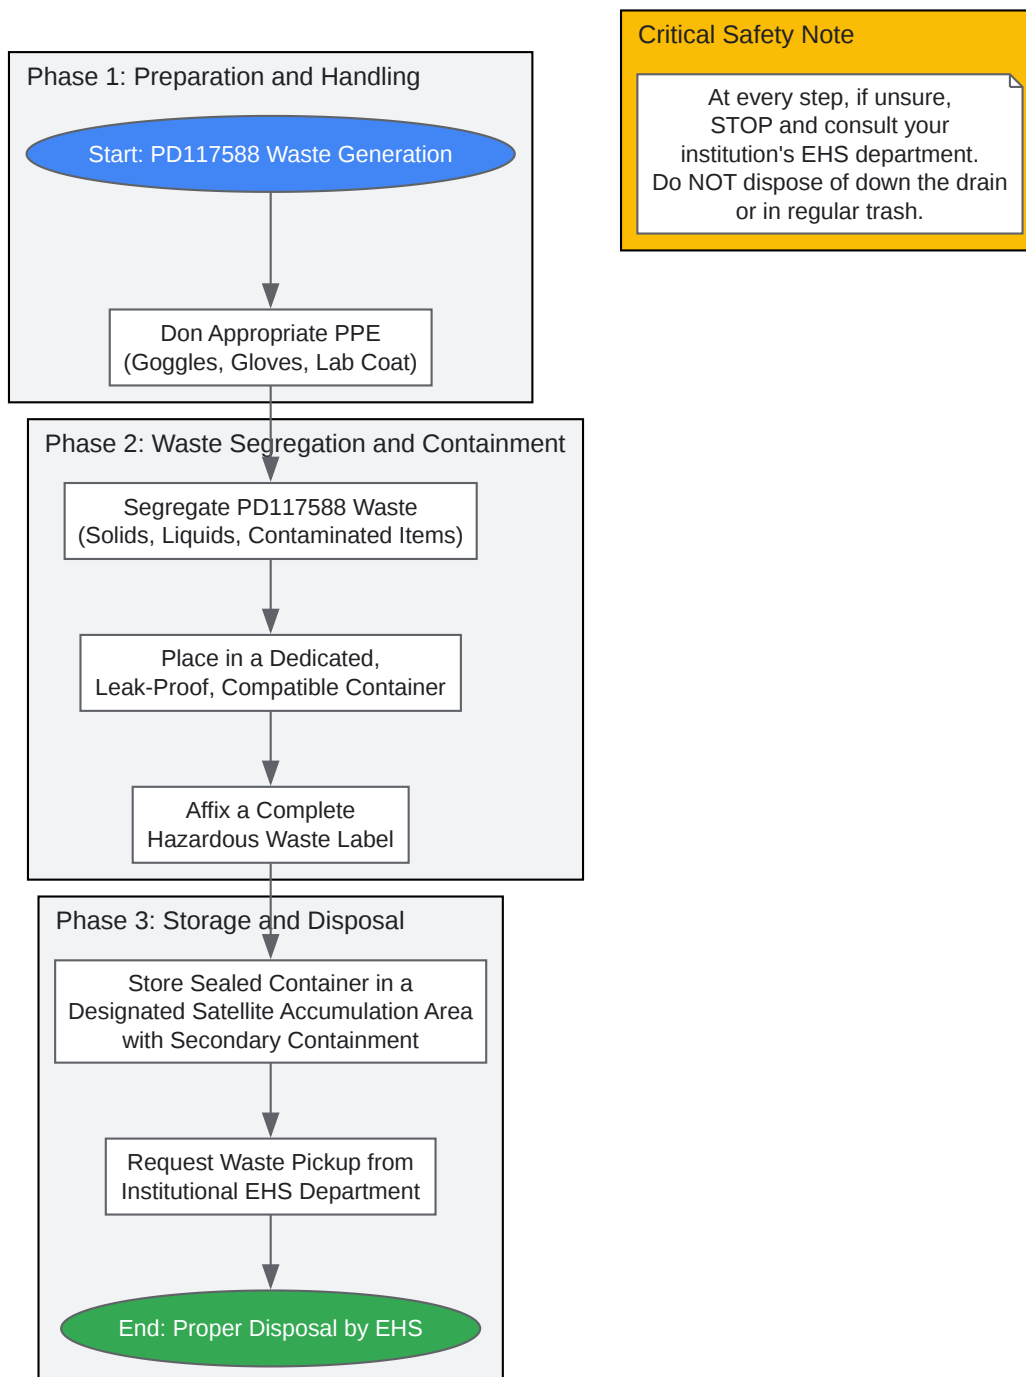 Critical Safety Note
At every step, if unsure,
STOP and consult your
institution's EHS department.
Do NOT dispose of down the drain
or in regular trash.
Phase 1: Preparation and Handling
Start: PD117588 Waste Generation
Don Appropriate PPE
(Goggles, Gloves, Lab Coat)
Phase 2: Waste Segregation and Containment
Segregate PD117588 Waste
(Solids, Liquids, Contaminated Items)
Place in a Dedicated,
Leak-Proof, Compatible Container
Affix a Complete
Hazardous Waste Label
Phase 3: Storage and Disposal
Store Sealed Container in a
Designated Satellite Accumulation Area
with Secondary Containment
Request Waste Pickup from
Institutional EHS Department
End: Proper Disposal by EHS